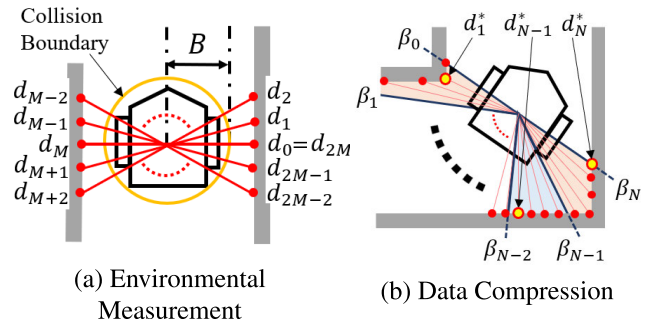 Collision
Boundary
B
d_{M−2}
d_{M−1}
d_M
d_{M+1}
d_{M+2}
d_2
d_1
d_0=d_{2M}
d_{2M−1}
d_{2M−2}
(a) Environmental
Measurement
β_0
d_1^*
d_{N−1}^*
d_N^*
β_1
β_N
β_{N−2}
β_{N−1}
(b) Data Compression